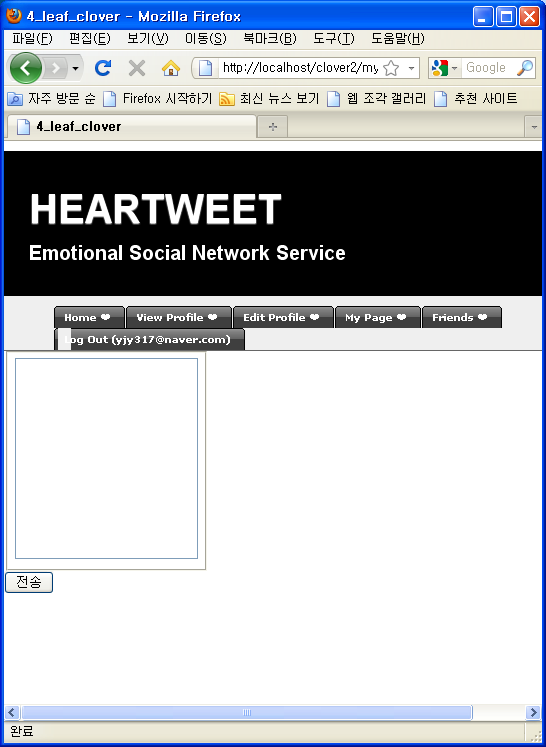 4_leaf_clover - Mozilla Firefox
파일(F) 편집(E) 보기(V) 이동(S) 북마크(B) 도구(T) 도움말(H)
http://localhost/clover2/my Google
자주 방문 순 Firefox 시작하기 최신 뉴스 보기 웹 조각 갤러리 추천 사이트
4_leaf_clover
HEARTWEET
Emotional Social Network Service
Home ❤ View Profile ❤ Edit Profile ❤ My Page ❤ Friends ❤
Log Out (yjy317@naver.com)
전송
완료